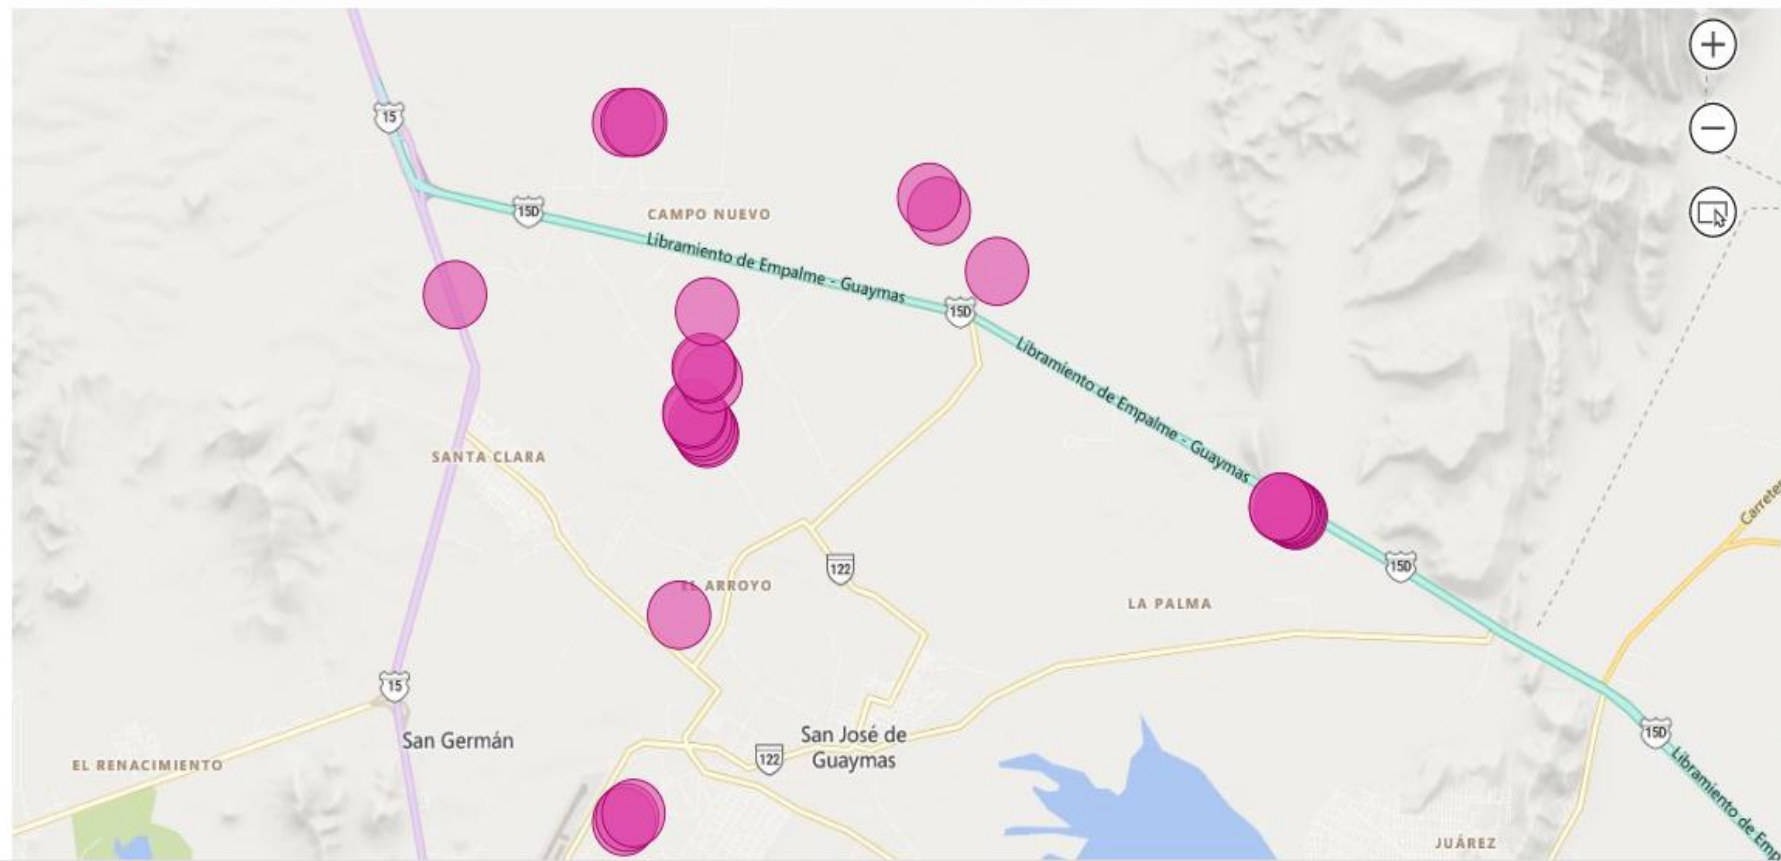 15
15D
CAMPO NUEVO
Libramiento de Empalme - Guaymas
15D
Libramiento de Empalme - Guaymas
SANTA CLARA
15D
122
EL ARROYO
LA PALMA
15
San Germán
San José de
Guaymas
122
15D
EL RENACIMIENTO
JUÁREZ